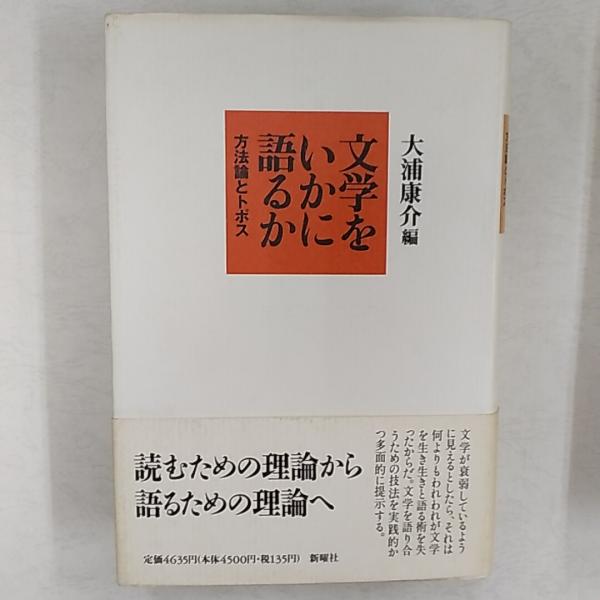 大浦康介編
文学を
いかに
語るか
方法論とトポス
読むための理論から
語るための理論へ
文学が衰弱しているよう
に見えるとしたら、それは
何よりもわれわれが文学
を生き生きと語る術を失
ったからだ。文学を語り合
うための技法を実践的か
つ多面的に提示する。
定価4635円(本体4500円・税135円) 新曜社